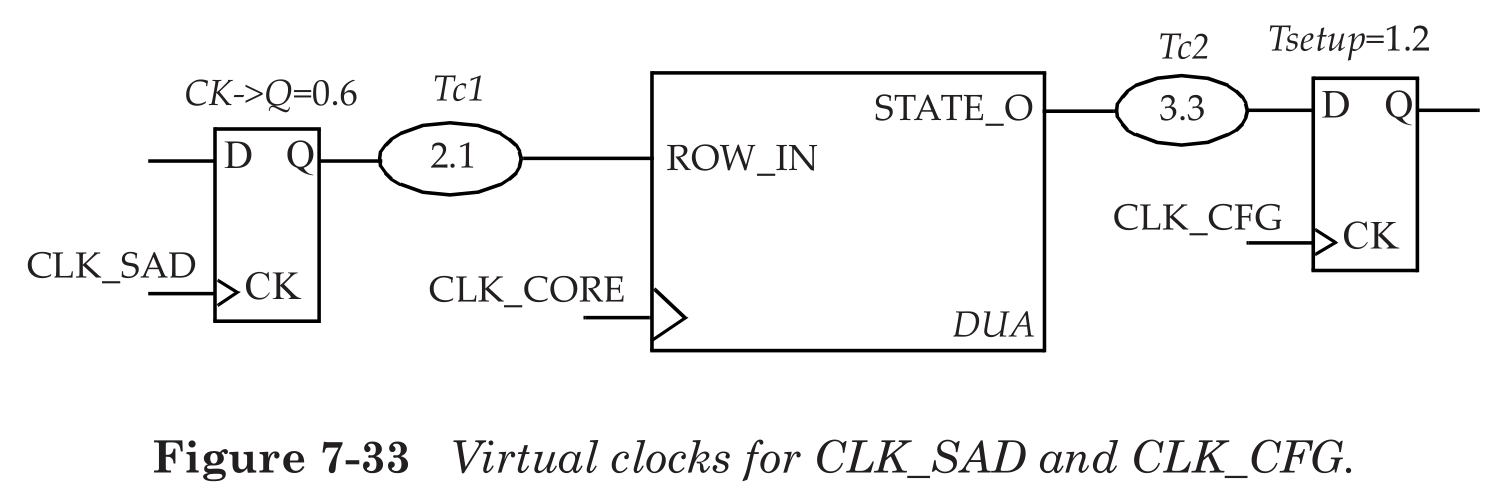 Tc2
Tsetup=1.2
CK->Q=0.6
Tc1
STATE_O
3.3
D Q
D Q
2.1
ROW_IN
CLK_CFG
CK
CLK_SAD
CK
CLK_CORE
DUA
Figure 7-33 Virtual clocks for CLK_SAD and CLK_CFG.